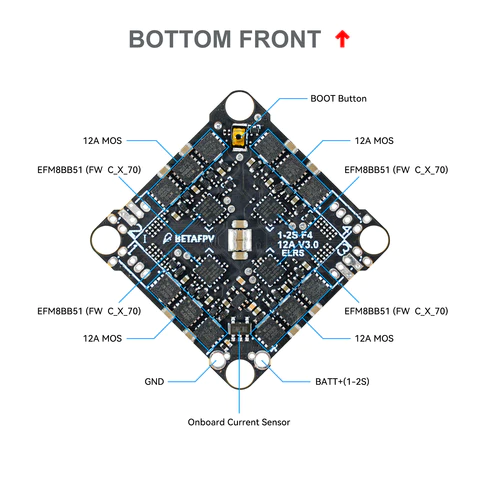 BOTTOM FRONT
BOOT Button
12A MOS
12A MOS
EFM8BB51 (FW C_X_70)
EFM8BB51 (FW C_X_70)
BETAFPV
1-2S F4
12A V3.0
ELRS
EFM8BB51 (FW C_X_70)
EFM8BB51 (FW C_X_70)
12A MOS
12A MOS
GND
BATT+(1-2S)
Onboard Current Sensor